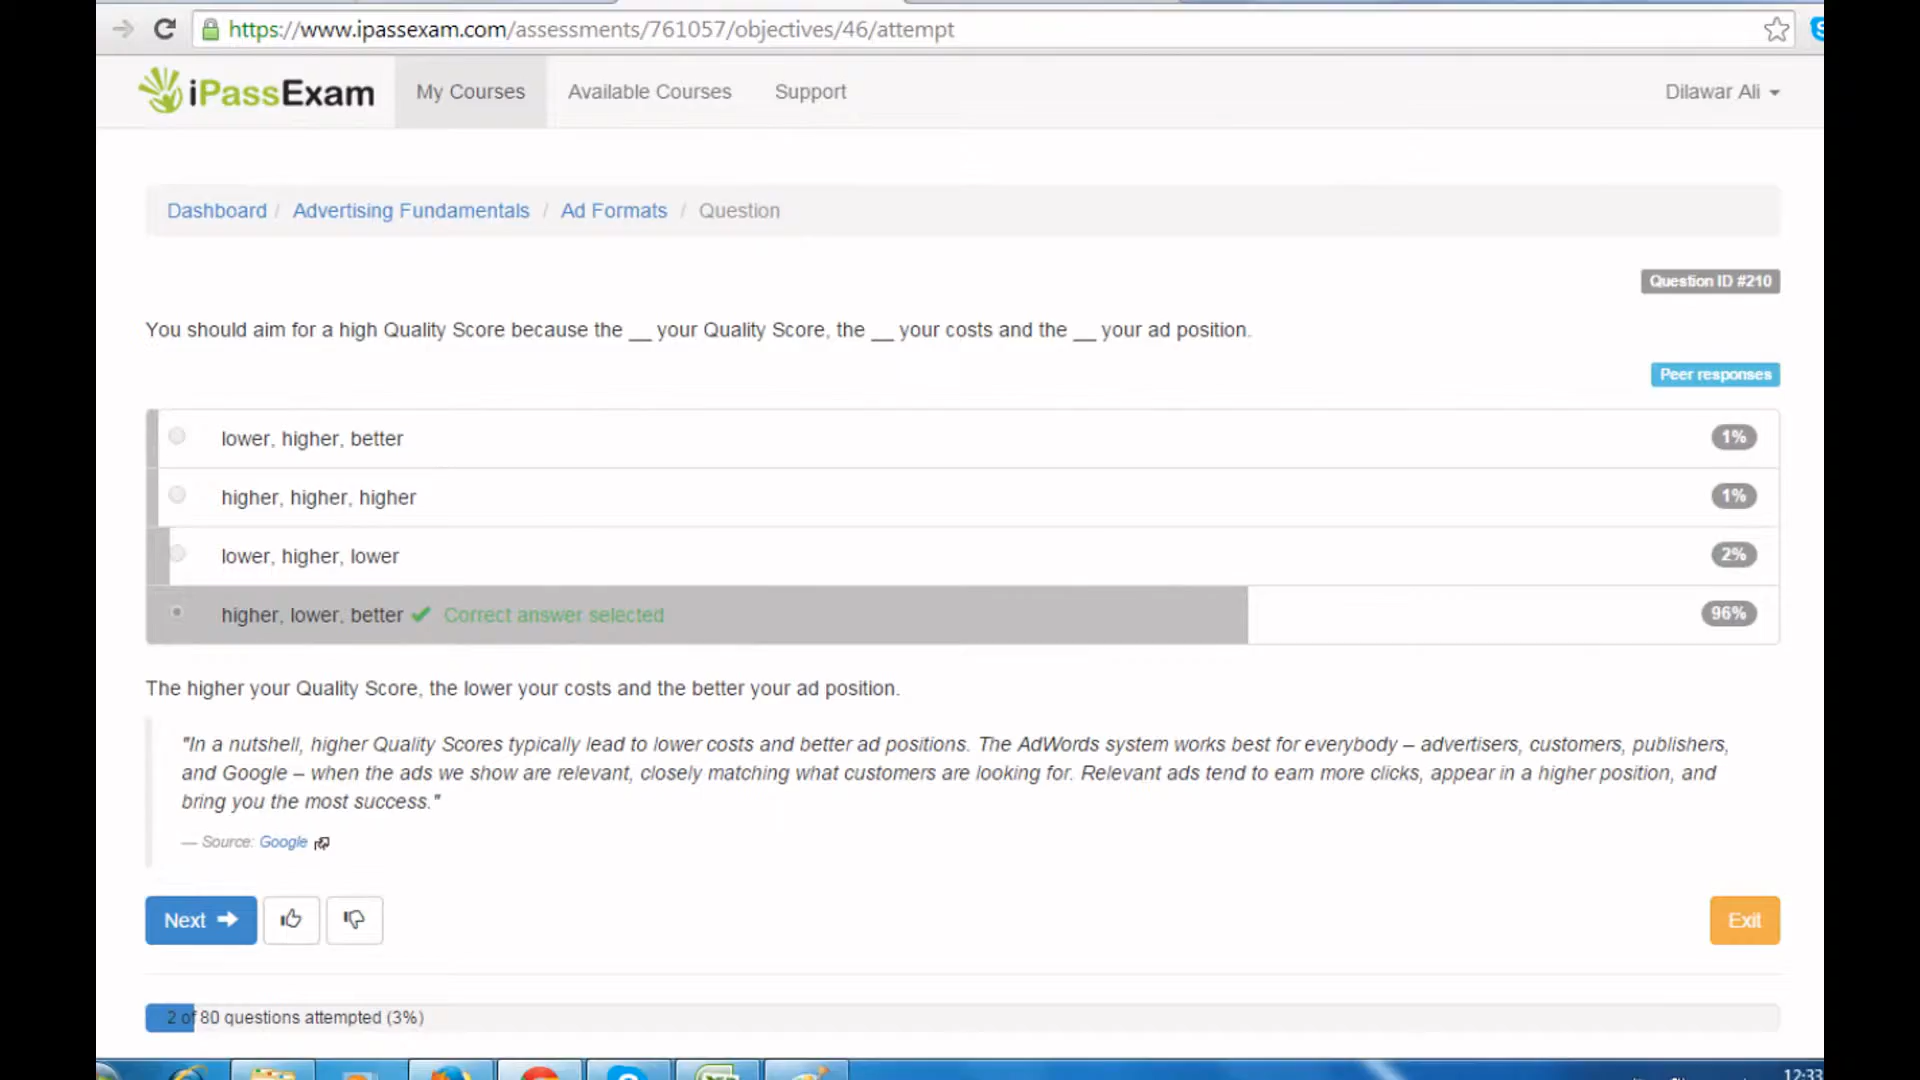 https://www.ipassexam.com/assessments/761057/objectives/46/attempt
iPassExam
My Courses
Available Courses
Support
Dilawar Ali
Dashboard / Advertising Fundamentals / Ad Formats / Question
Question ID #210
You should aim for a high Quality Score because the __ your Quality Score, the __ your costs and the __ your ad position.
Peer responses
lower, higher, better 1%
higher, higher, higher 1%
lower, higher, lower 2%
higher, lower, better Correct answer selected 96%
The higher your Quality Score, the lower your costs and the better your ad position.
"In a nutshell, higher Quality Scores typically lead to lower costs and better ad positions. The AdWords system works best for everybody – advertisers, customers, publishers,
and Google – when the ads we show are relevant, closely matching what customers are looking for. Relevant ads tend to earn more clicks, appear in a higher position, and
bring you the most success."
— Source: Google
Next
Exit
2 of 80 questions attempted (3%)
12:33